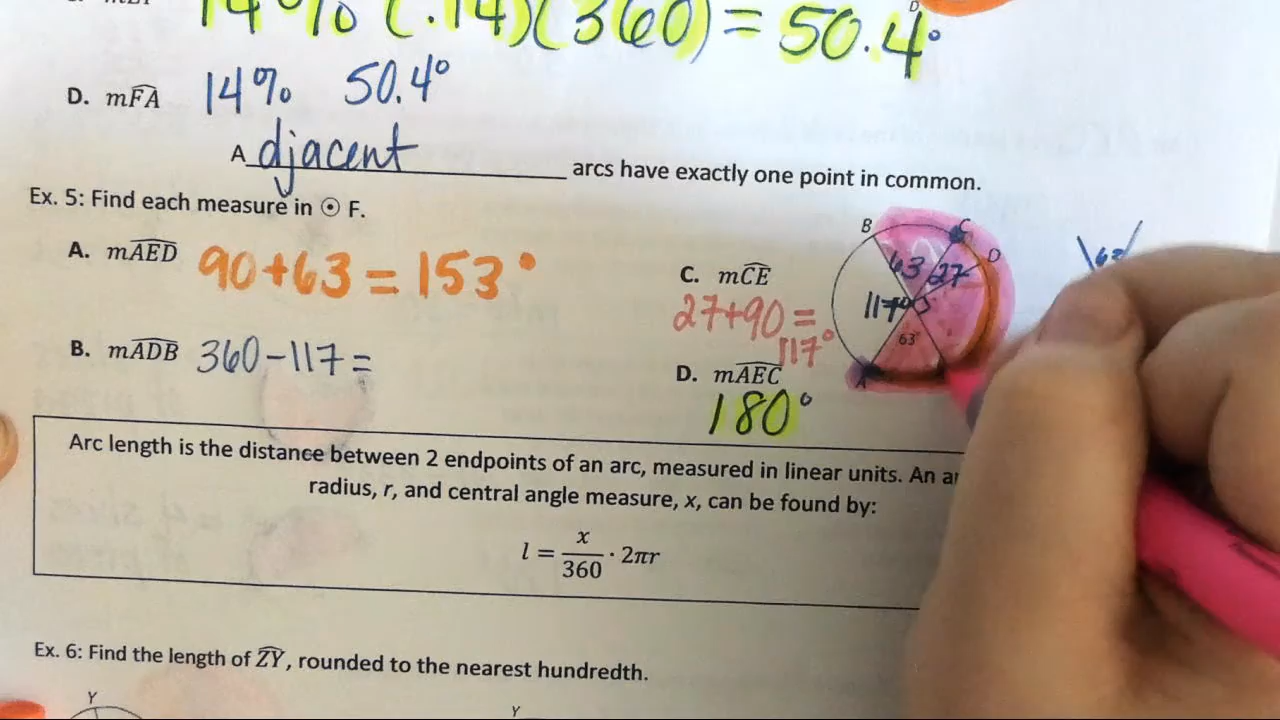 14% (.14)(360) = 50.4°
D. mFA 14% 50.4°
Adjacent arcs have exactly one point in common.
Ex. 5: Find each measure in ⊙ F.
A. mAED 90+63 = 153°
B. mADB 360-117 =
C. mCE
27+90 =
117°
D. mAEC
180°
B
C
D
63
27
117°
63
A
Arc length is the distance between 2 endpoints of an arc, measured in linear units. An
radius, r, and central angle measure, x, can be found by:
l = x/360 · 2πr
Ex. 6: Find the length of ZY, rounded to the nearest hundredth.
Y
Y